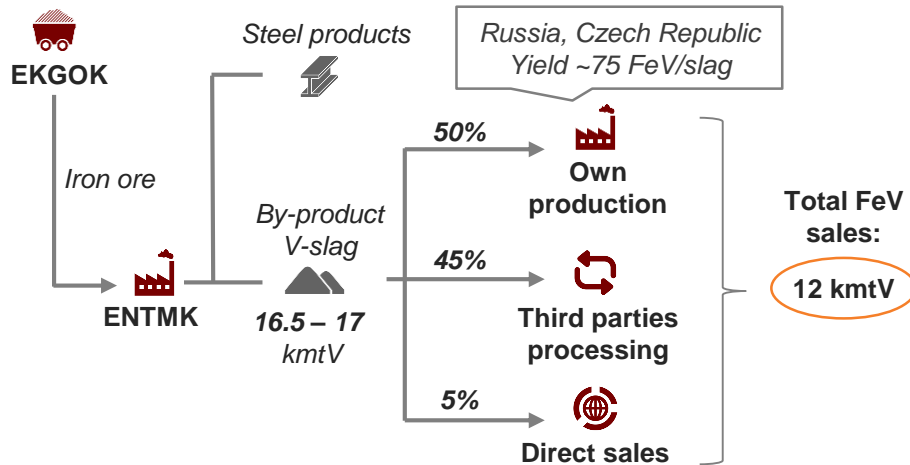 EKGOK
Iron ore
ENTMK
Steel products
By-product
V-slag
16.5 – 17
kmtV
Russia, Czech Republic
Yield ~75 FeV/slag
50%
Own
production
45%
Third parties
processing
5%
Direct sales
Total FeV
sales:
12 kmtV